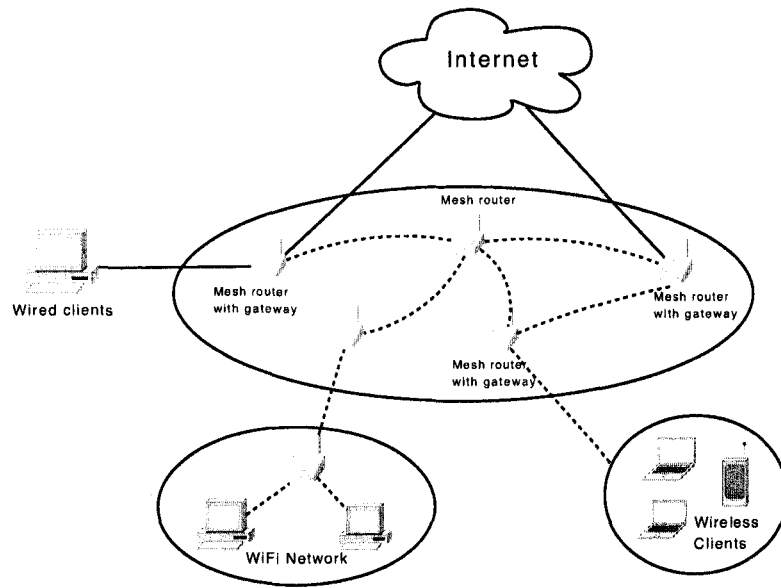 Internet
Mesh router
Wired clients
Mesh router
with gateway
Mesh router
with gateway
Mesh router
with gateway
WiFi Network
Wireless
Clients